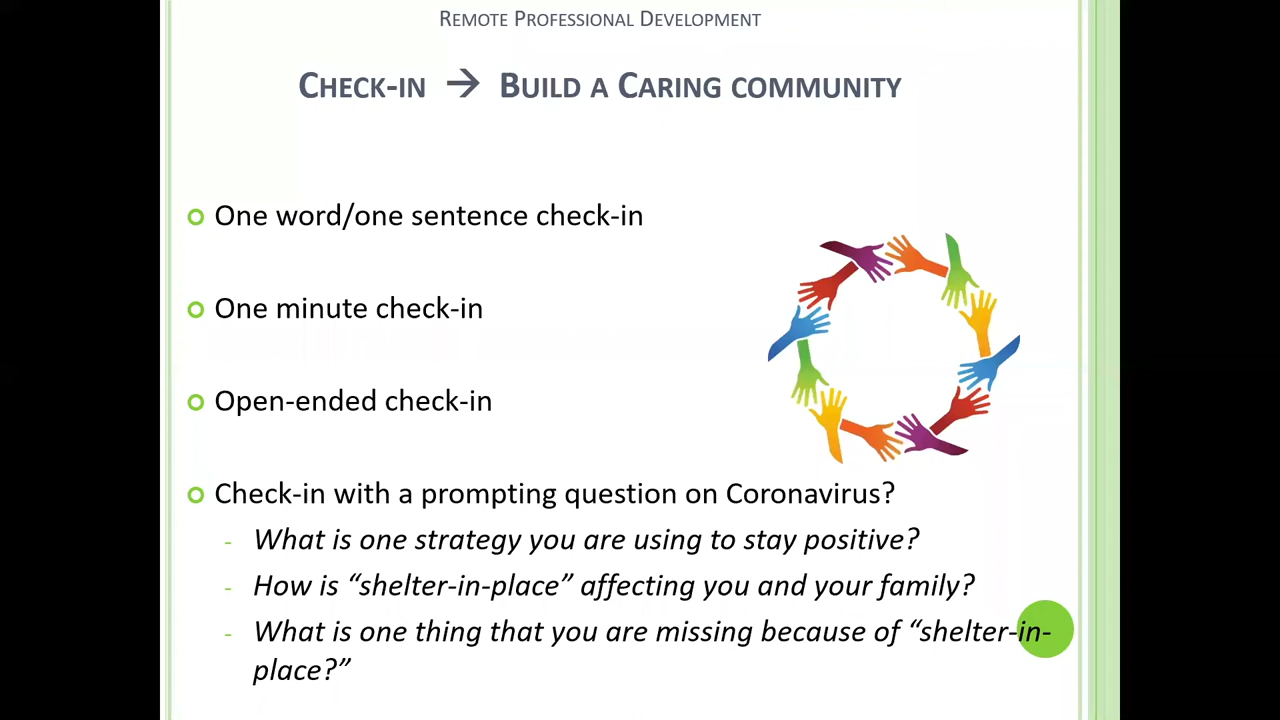 Remote Professional Development
Check-in → Build a Caring community
One word/one sentence check-in
One minute check-in
Open-ended check-in
Check-in with a prompting question on Coronavirus?
- What is one strategy you are using to stay positive?
- How is “shelter-in-place” affecting you and your family?
- What is one thing that you are missing because of “shelter-in-
place?”